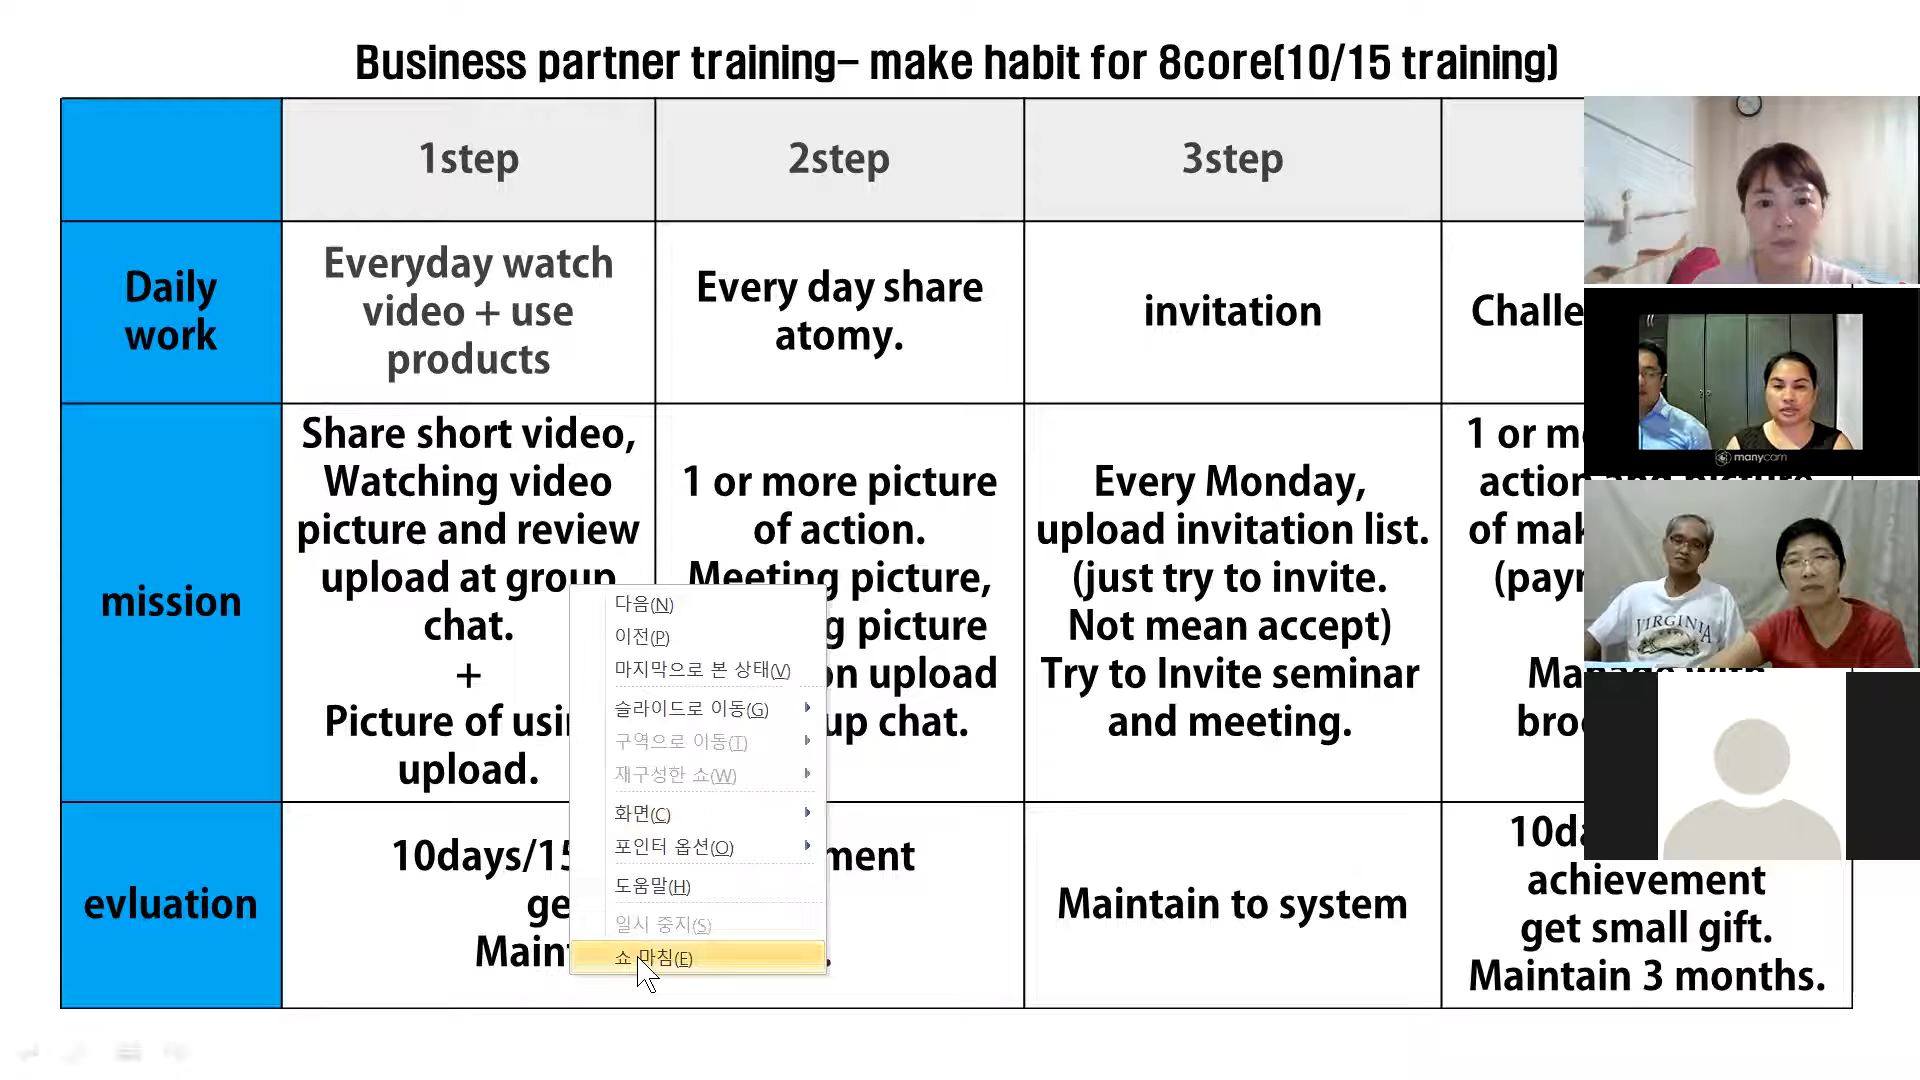 Business partner training- make habit for 8core(10/15 training)
1step
2step
3step
Daily
work
Everyday watch
video + use
products
Every day share
atomy.
invitation
Challe
mission
Share short video,
Watching video
picture and review
upload at group
chat.
+
Picture of usi
upload.
1 or more picture
of action.
Meeting picture,
g picture
on upload
up chat.
Every Monday,
upload invitation list.
(just try to invite.
Not mean accept)
Try to Invite seminar
and meeting.
1 or m
action and picture
of mak
(payr
Manage with
bro
evluation
10days/15
ment
ge
Main
Maintain to system
10da
achievement
get small gift.
Maintain 3 months.
다음(N)
이전(P)
마지막으로 본 상태(V)
슬라이드로 이동(G)
구역으로 이동(T)
재구성한 쇼(W)
화면(C)
포인터 옵션(O)
도움말(H)
일시 중지(S)
쇼 마침(E)
manycam
VIRGINIA